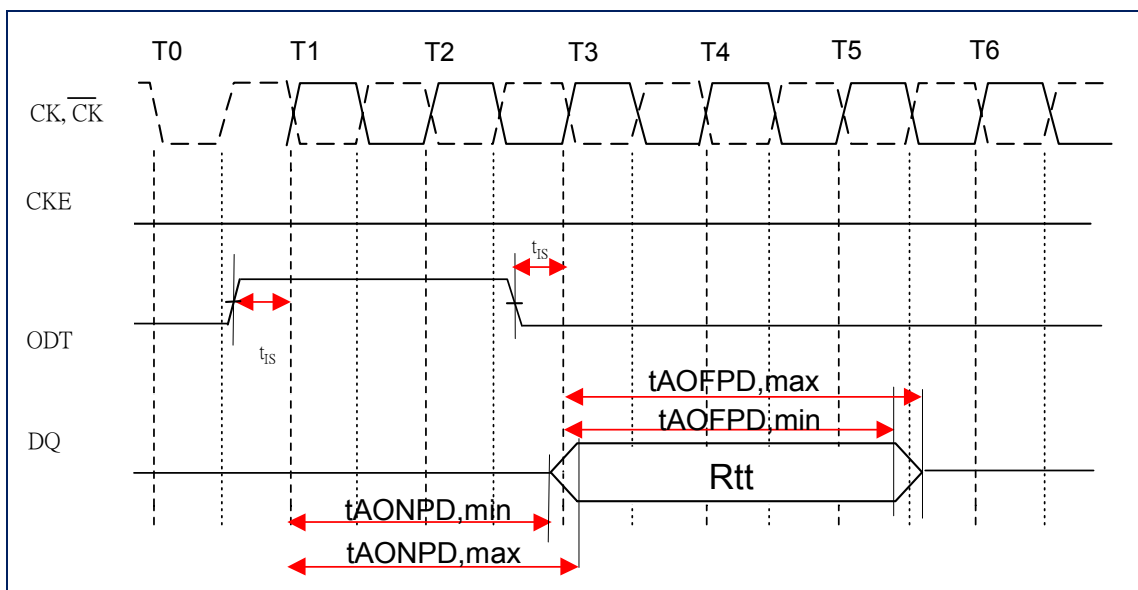 T0 T1 T2 T3 T4 T5 T6
CK, C̅K̅
CKE
tIS
ODT
tIS
tAOFPD,max
tAOFPD,min
DQ
Rtt
tAONPD,min
tAONPD,max